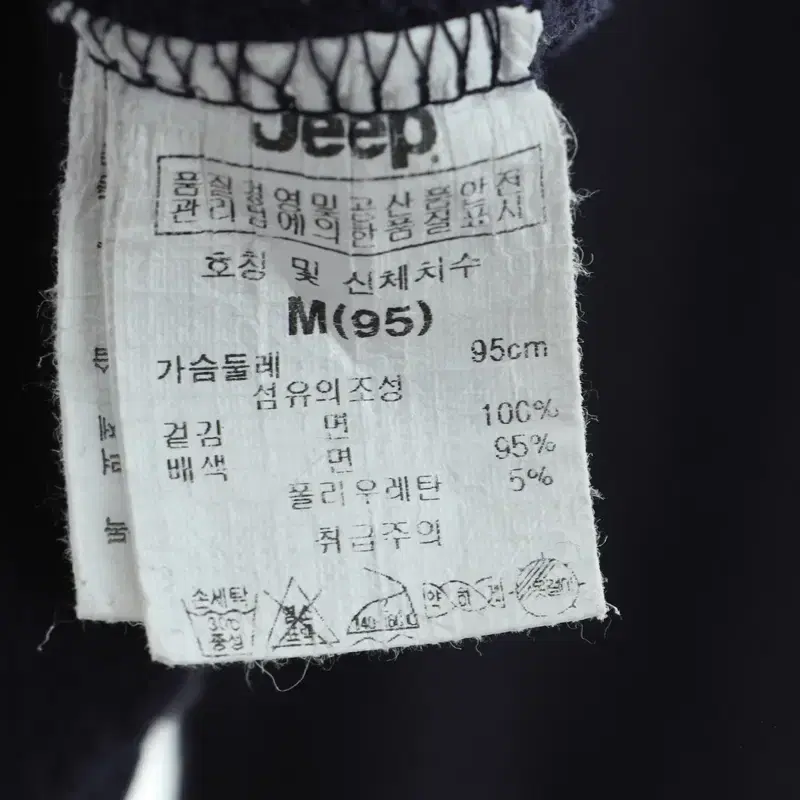 Jeep
품질경영 및 공산품안전
관리법에 의한 품질표시
호칭 및 신체치수
M(95)
가슴둘레 95cm
섬유의 조성
겉감 면 100%
배색 면 95%
폴리우레탄 5%
취급주의
손세탁 약하게
30℃
중성